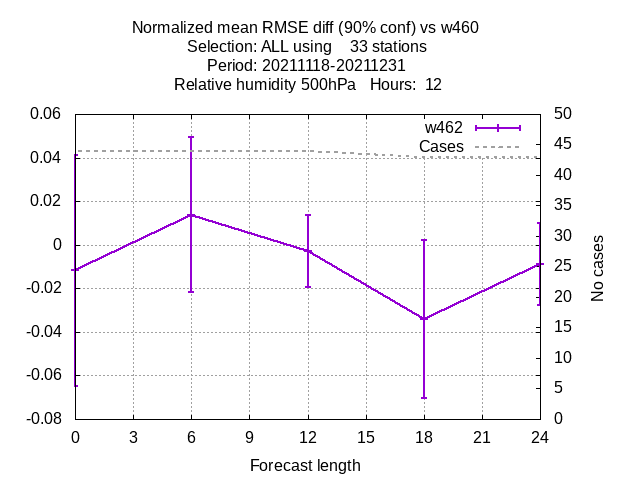 Normalized mean RMSE diff (90% conf) vs w460
Selection: ALL using    33 stations
Period: 20211118-20211231
Relative humidity 500hPa   Hours:  12
w462
Cases
0.06
0.04
0.02
0
-0.02
-0.04
-0.06
-0.08
50
45
40
35
30
25
20
15
10
5
0
No cases
0 3 6 9 12 15 18 21 24
Forecast length